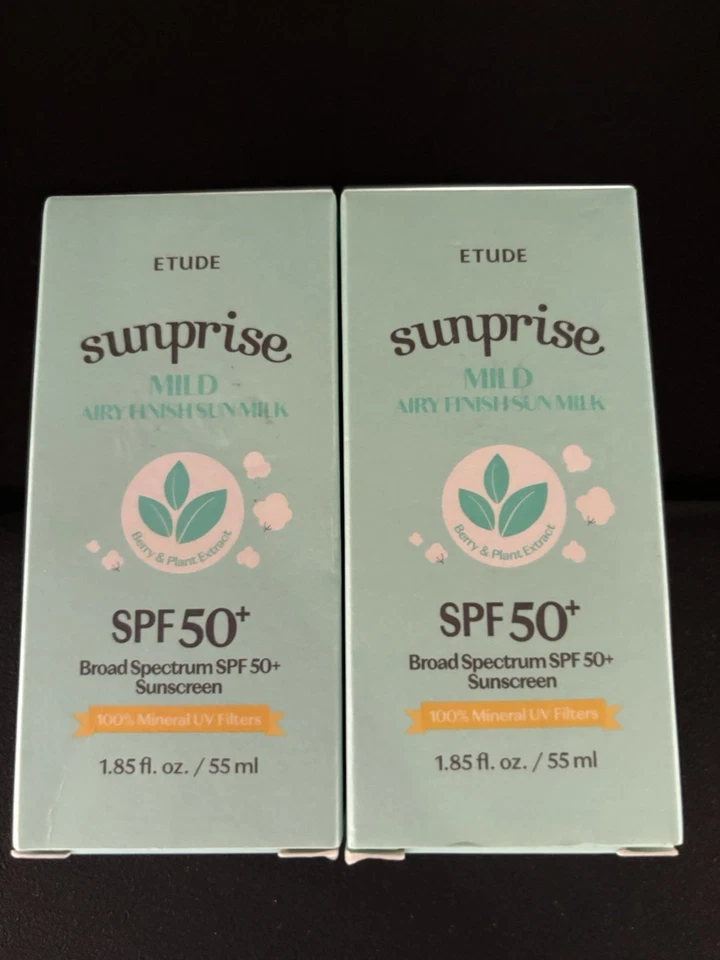 ETUDE
sunprise
MILD
AIRY FINISH SUN MILK
Berry & Plant Extract
SPF 50+
Broad Spectrum SPF 50+
Sunscreen
100% Mineral UV Filters
1.85 fl. oz. / 55 ml
ETUDE
sunprise
MILD
AIRY FINISH SUN MILK
Berry & Plant Extract
SPF 50+
Broad Spectrum SPF 50+
Sunscreen
100% Mineral UV Filters
1.85 fl. oz. / 55 ml